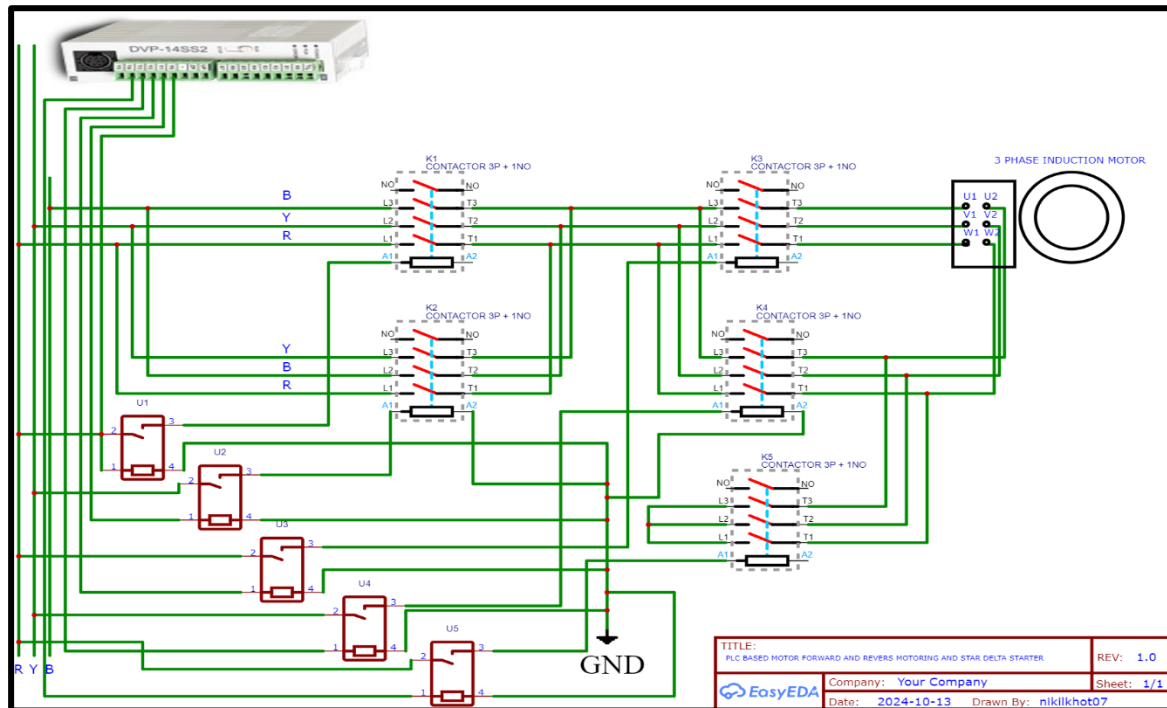 DVP-14SS2
K1
CONTACTOR 3P + 1NO
NO
NO
L3
T3
L2
T2
L1
T1
A1
A2
K3
CONTACTOR 3P + 1NO
NO
NO
L3
T3
L2
T2
L1
T1
A1
A2
3 PHASE INDUCTION MOTOR
U1 U2
V1 V2
W1 W2
B
Y
R
K2
CONTACTOR 3P + 1NO
NO
NO
L3
T3
L2
T2
L1
T1
A1
A2
K4
CONTACTOR 3P + 1NO
NO
NO
L3
T3
L2
T2
L1
T1
A1
A2
Y
B
R
K5
CONTACTOR 3P + 1NO
NO
NO
L3
T3
L2
T2
L1
T1
A1
A2
U1
2
3
1
4
U2
2
3
1
4
U3
2
3
1
4
U4
2
3
1
4
U5
2
3
1
4
R Y B
GND
TITLE:
PLC BASED MOTOR FORWARD AND REVERS MOTORING AND STAR DELTA STARTER
REV: 1.0
EasyEDA
Company: Your Company
Sheet: 1/1
Date: 2024-10-13 Drawn By: nikilkhot07